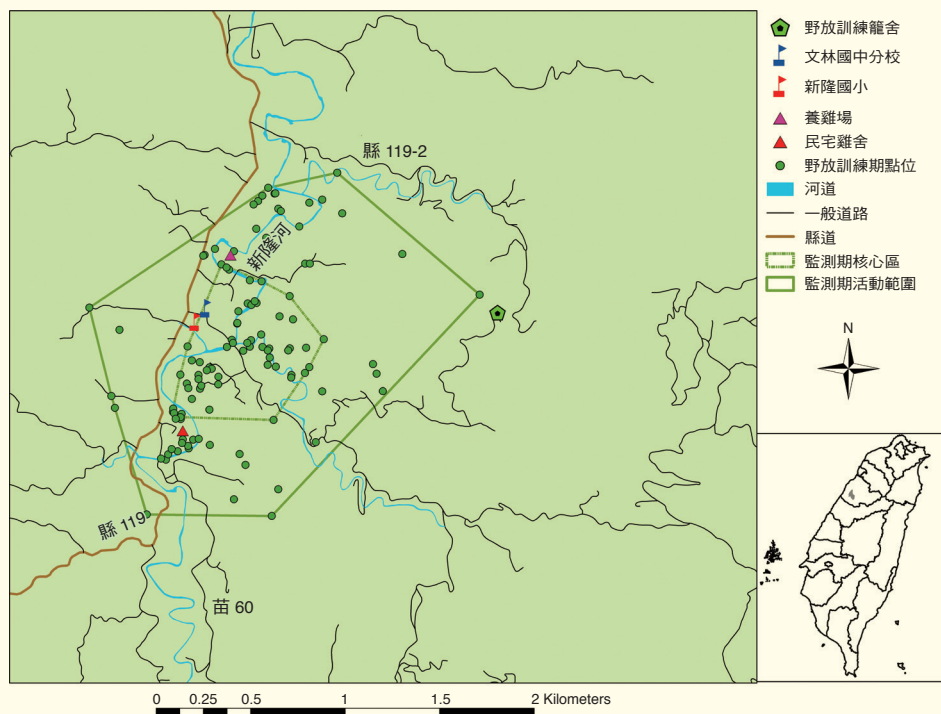 縣 119-2
新隆河
縣 119
苗 60
0 0.25 0.5 1 1.5 2 Kilometers
野放訓練籠舍
文林國中分校
新隆國小
養雞場
民宅雞舍
野放訓練期點位
河道
一般道路
縣道
監測期核心區
監測期活動範圍
N